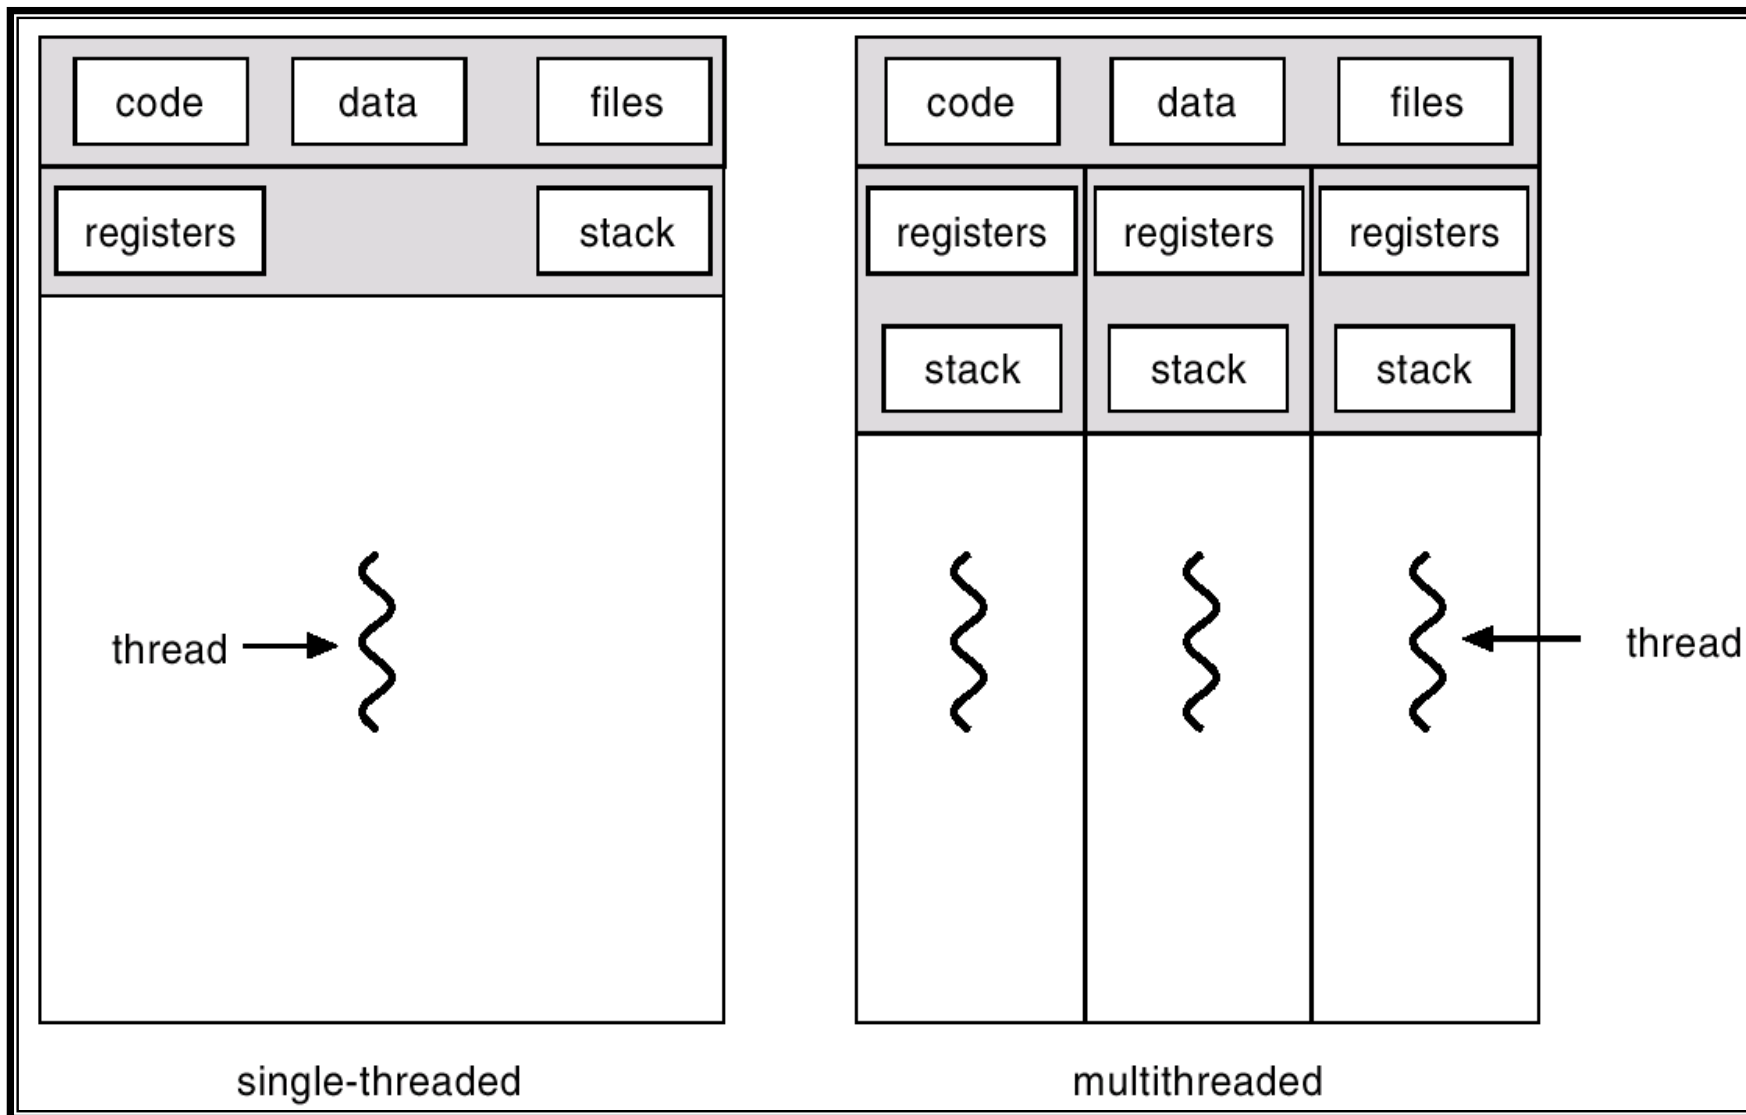 code data files
registers stack
thread
single-threaded
code data files
registers registers registers
stack stack stack
thread
multithreaded